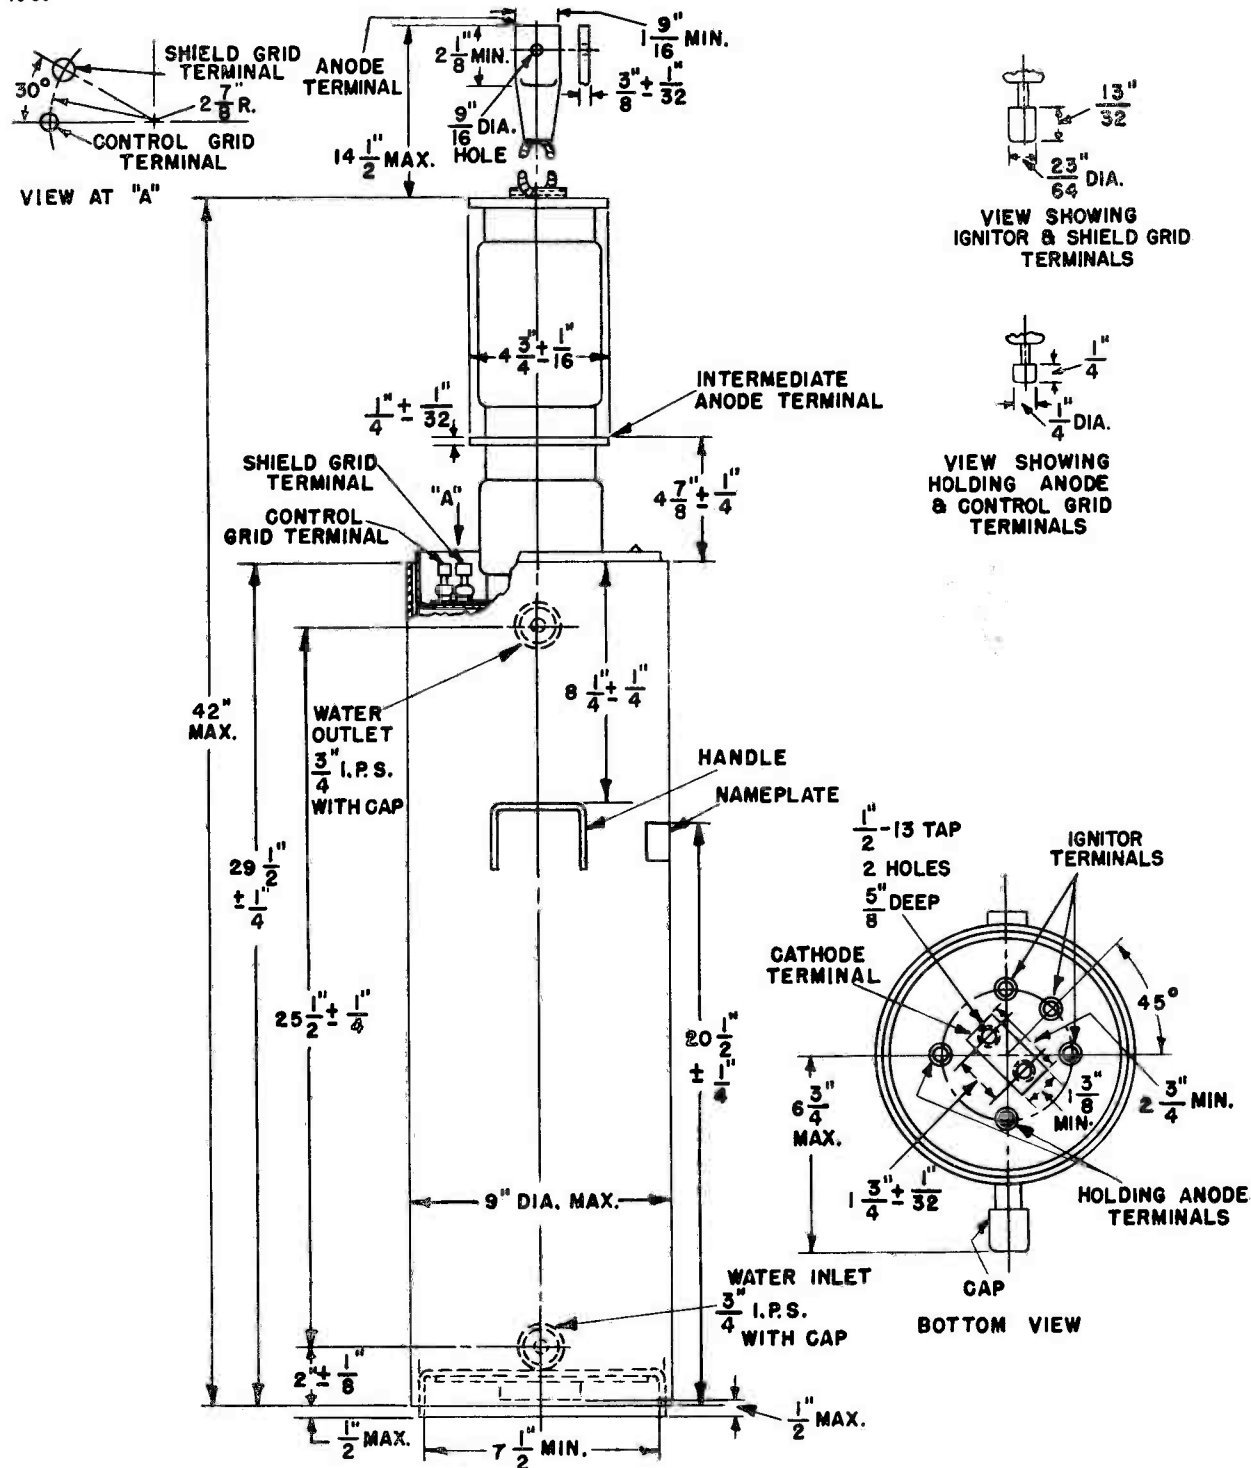 SHIELD GRID
TERMINAL
30°
2 7/8" R.
CONTROL GRID
TERMINAL
VIEW AT "A"
ANODE
TERMINAL
2 1/8" MIN.
1 9/16" MIN.
3/8" ± 1/32"
9/16" DIA.
HOLE
14 1/2" MAX.
13/32"
23/64" DIA.
VIEW SHOWING
IGNITOR & SHIELD GRID
TERMINALS
4 3/4" ± 1/16"
1/4" ± 1/32"
INTERMEDIATE
ANODE TERMINAL
1/4"
1/4" DIA.
VIEW SHOWING
HOLDING ANODE
& CONTROL GRID
TERMINALS
SHIELD GRID
TERMINAL
"A"
CONTROL
GRID TERMINAL
4 7/8" ± 1/4"
8 1/4" ± 1/4"
42"
MAX.
WATER
OUTLET
3/4" I.P.S.
WITH CAP
HANDLE
NAMEPLATE
29 1/2"
± 1/4"
25 1/2" ± 1/4"
20 1/2"
± 1/4"
1/2"-13 TAP
2 HOLES
5/8" DEEP
IGNITOR
TERMINALS
CATHODE
TERMINAL
45°
6 3/4"
MAX.
1 3/8"
MIN.
2 3/4" MIN.
1 3/4" ± 1/32"
HOLDING ANODE
TERMINALS
CAP
BOTTOM VIEW
9" DIA. MAX.
WATER INLET
3/4" I.P.S.
WITH CAP
2" ± 1/8"
1/2" MAX.
7 1/2" MIN.
1/2" MAX.